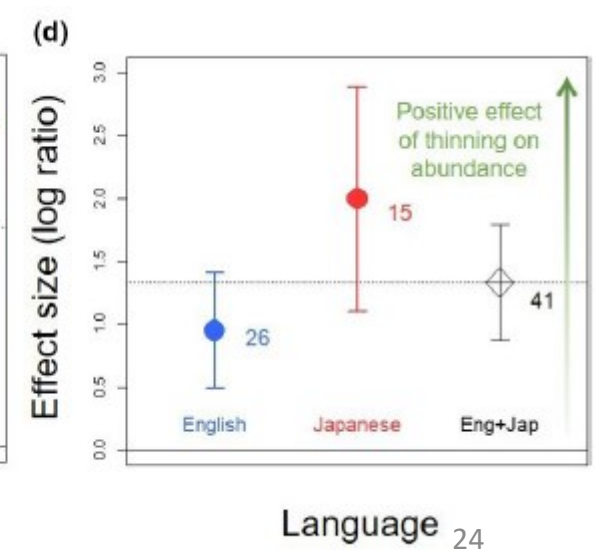 (d)
Effect size (log ratio)
3.0
2.5
2.0
1.5
1.0
0.5
0.0
Positive effect
of thinning on
abundance
15
41
26
English Japanese Eng+Jap
Language
24